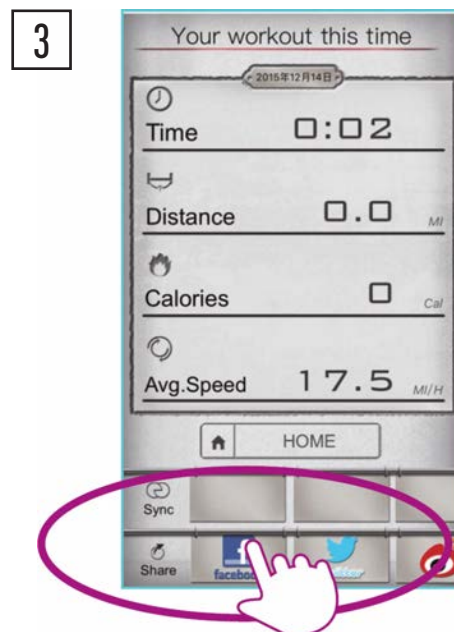 3
Your workout this time
2015年12月14日
Time 0:02
Distance 0.0 MI
Calories 0 Cal
Avg.Speed 17.5 MI/H
HOME
Sync
Share